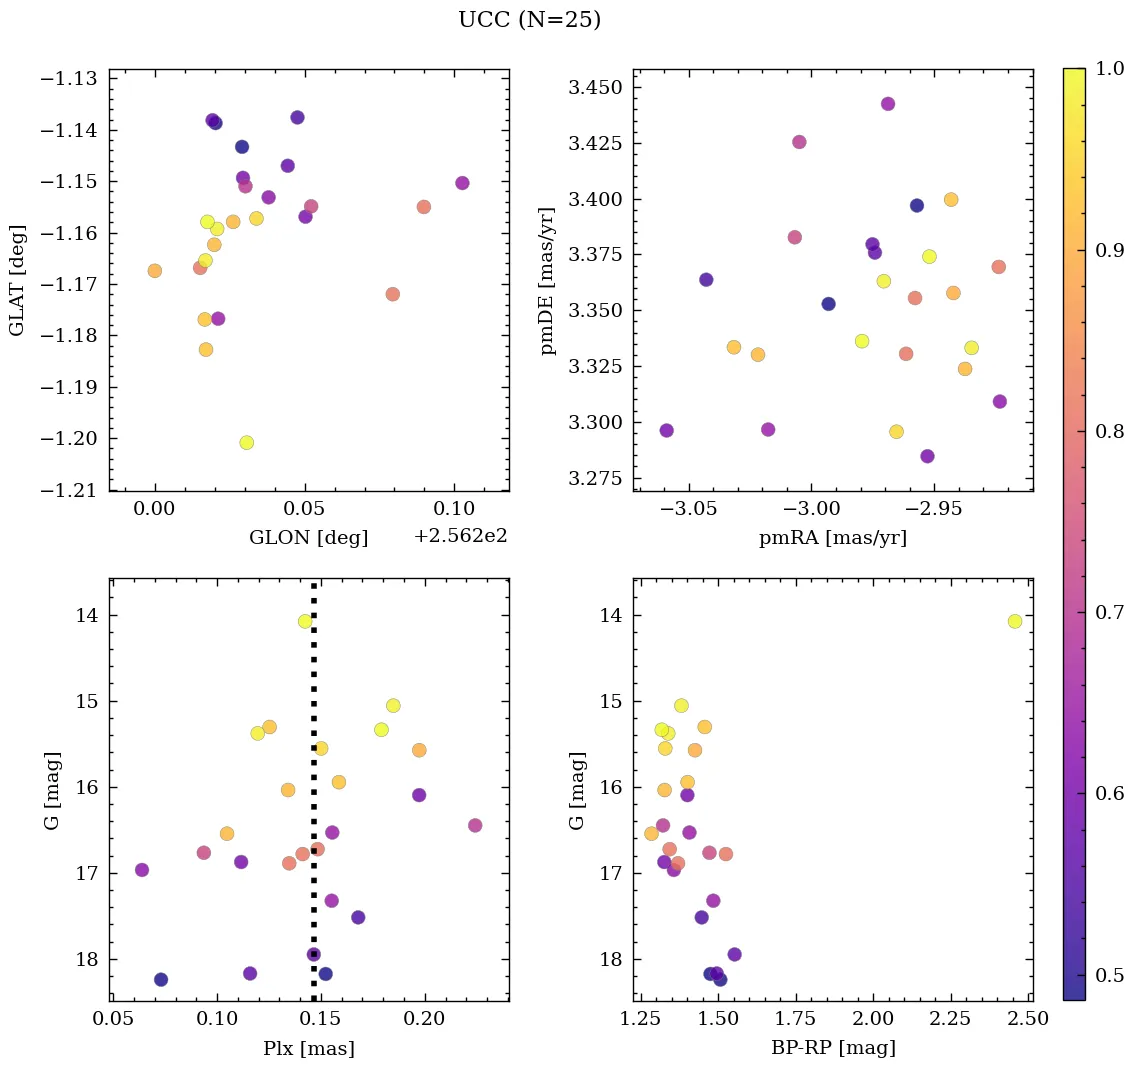 UCC (N=25)
−1.13
−1.14
−1.15
−1.16
−1.17
−1.18
−1.19
−1.20
−1.21
GLAT [deg]
0.00 0.05 0.10
GLON [deg] +2.562e2
3.450
3.425
3.400
3.375
3.350
3.325
3.300
3.275
pmDE [mas/yr]
−3.05 −3.00 −2.95
pmRA [mas/yr]
14
15
16
17
18
G [mag]
0.05 0.10 0.15 0.20
Plx [mas]
14
15
16
17
18
G [mag]
1.25 1.50 1.75 2.00 2.25 2.50
BP-RP [mag]
1.0
0.9
0.8
0.7
0.6
0.5